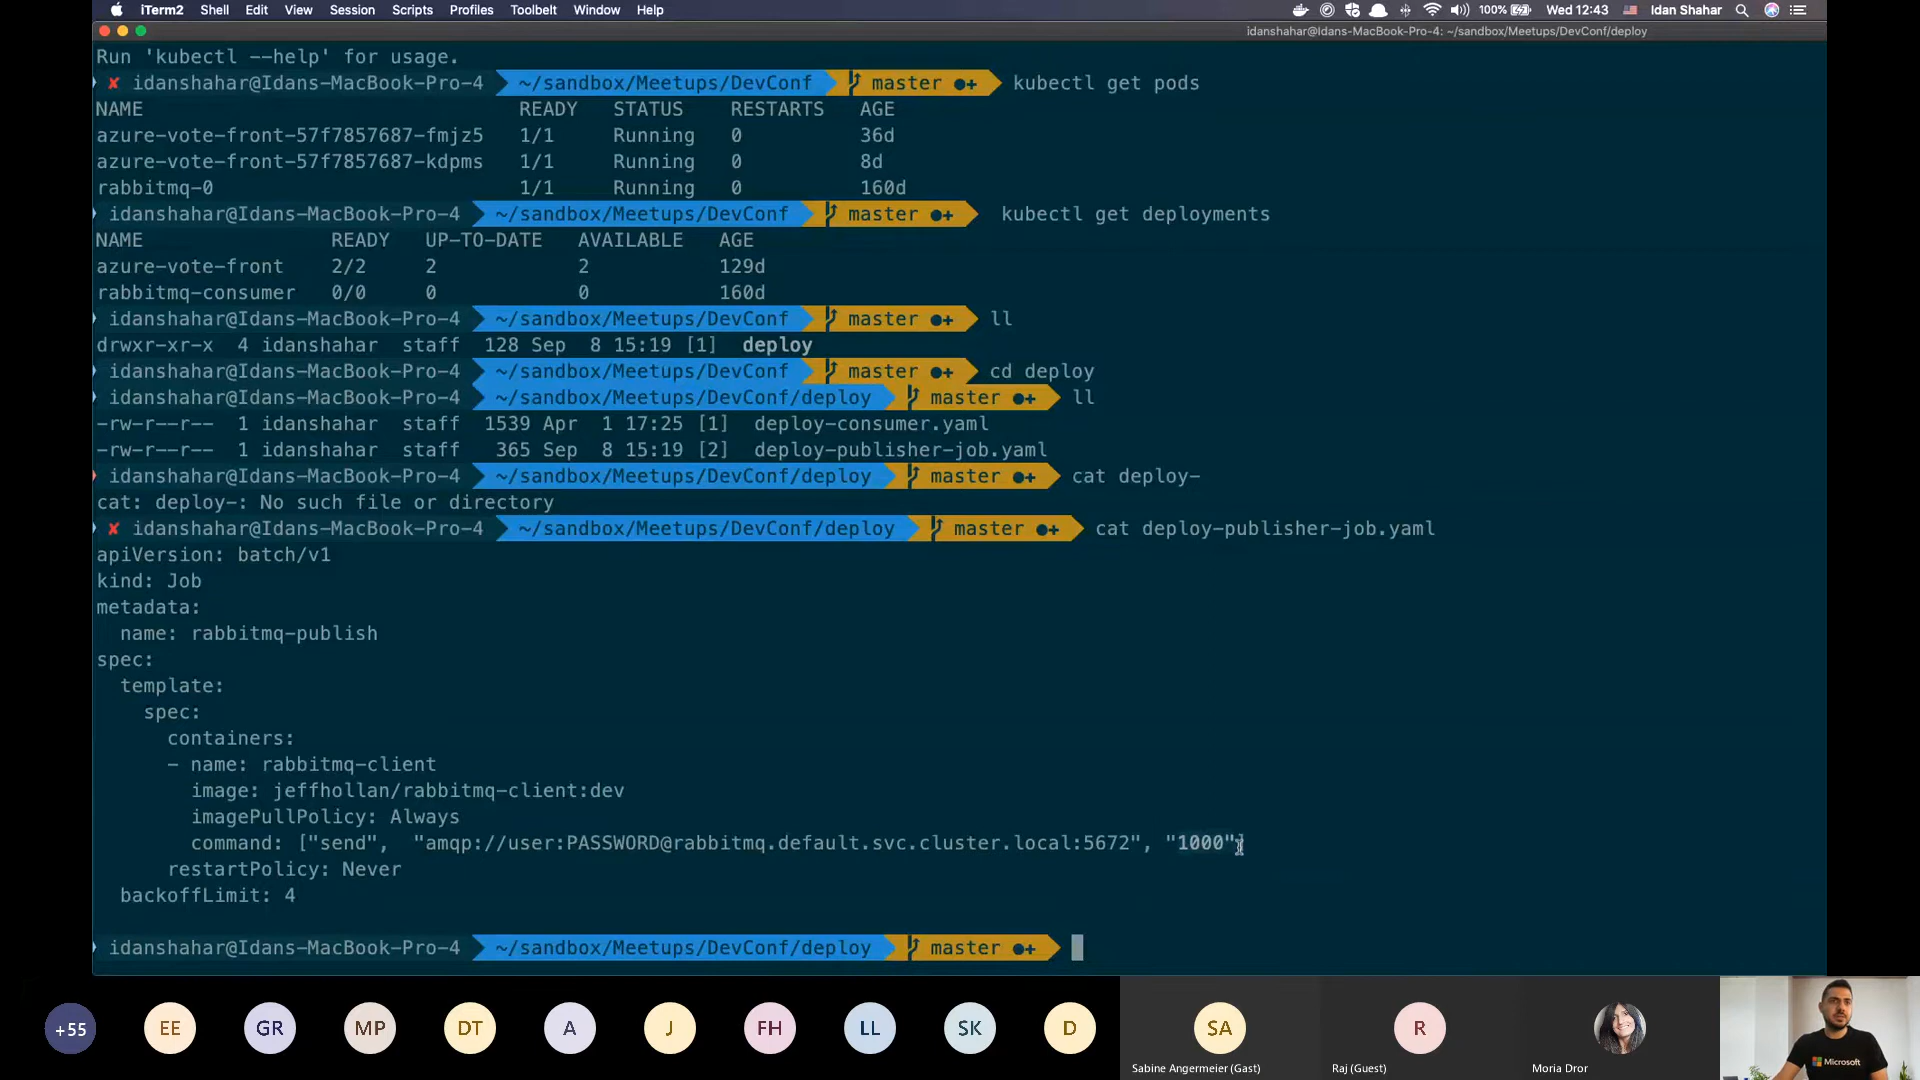 iTerm2 Shell Edit View Session Scripts Profiles Toolbelt Window Help 100% Wed 12:43 Idan Shahar
idanshahar@Idans-MacBook-Pro-4: ~/sandbox/Meetups/DevConf/deploy
Run 'kubectl --help' for usage.
✘ idanshahar@Idans-MacBook-Pro-4 ~/sandbox/Meetups/DevConf master ●+ kubectl get pods
NAME READY STATUS RESTARTS AGE
azure-vote-front-57f7857687-fmjz5 1/1 Running 0 36d
azure-vote-front-57f7857687-kdpms 1/1 Running 0 8d
rabbitmq-0 1/1 Running 0 160d
idanshahar@Idans-MacBook-Pro-4 ~/sandbox/Meetups/DevConf master ●+ kubectl get deployments
NAME READY UP-TO-DATE AVAILABLE AGE
azure-vote-front 2/2 2 2 129d
rabbitmq-consumer 0/0 0 0 160d
idanshahar@Idans-MacBook-Pro-4 ~/sandbox/Meetups/DevConf master ●+ ll
drwxr-xr-x 4 idanshahar staff 128 Sep 8 15:19 [1] deploy
idanshahar@Idans-MacBook-Pro-4 ~/sandbox/Meetups/DevConf master ●+ cd deploy
idanshahar@Idans-MacBook-Pro-4 ~/sandbox/Meetups/DevConf/deploy master ●+ ll
-rw-r--r-- 1 idanshahar staff 1539 Apr 1 17:25 [1] deploy-consumer.yaml
-rw-r--r-- 1 idanshahar staff 365 Sep 8 15:19 [2] deploy-publisher-job.yaml
idanshahar@Idans-MacBook-Pro-4 ~/sandbox/Meetups/DevConf/deploy master ●+ cat deploy-
cat: deploy-: No such file or directory
✘ idanshahar@Idans-MacBook-Pro-4 ~/sandbox/Meetups/DevConf/deploy master ●+ cat deploy-publisher-job.yaml
apiVersion: batch/v1
kind: Job
metadata:
name: rabbitmq-publish
spec:
template:
spec:
containers:
- name: rabbitmq-client
image: jeffhollan/rabbitmq-client:dev
imagePullPolicy: Always
command: ["send", "amqp://user:PASSWORD@rabbitmq.default.svc.cluster.local:5672", "1000"]
restartPolicy: Never
backoffLimit: 4
idanshahar@Idans-MacBook-Pro-4 ~/sandbox/Meetups/DevConf/deploy master ●+
+55 EE GR MP DT A J FH LL SK D SA R
Sabine Angermeier (Gast) Raj (Guest) Moria Dror
Microsoft